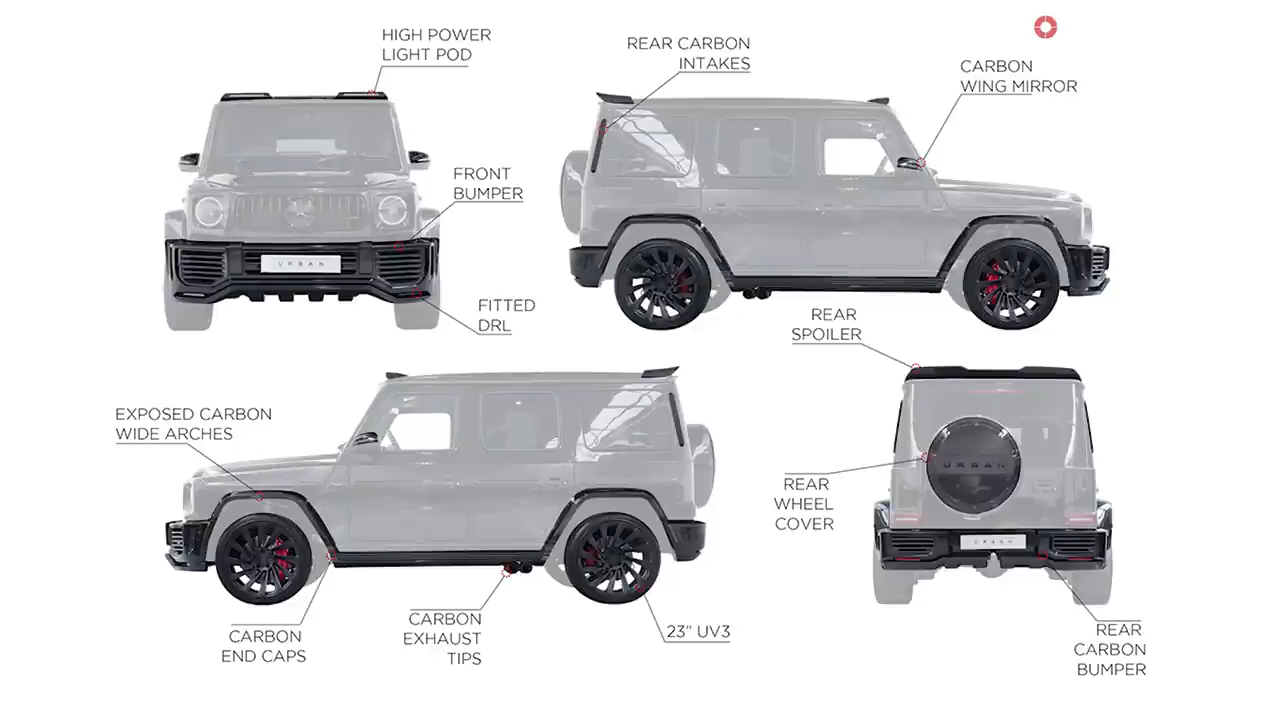 HIGH POWER
LIGHT POD
REAR CARBON
INTAKES
CARBON
WING MIRROR
FRONT
BUMPER
URBAN
FITTED
DRL
REAR
SPOILER
EXPOSED CARBON
WIDE ARCHES
URBAN
REAR
WHEEL
COVER
URBAN
CARBON
END CAPS
CARBON
EXHAUST
TIPS
23" UV3
REAR
CARBON
BUMPER